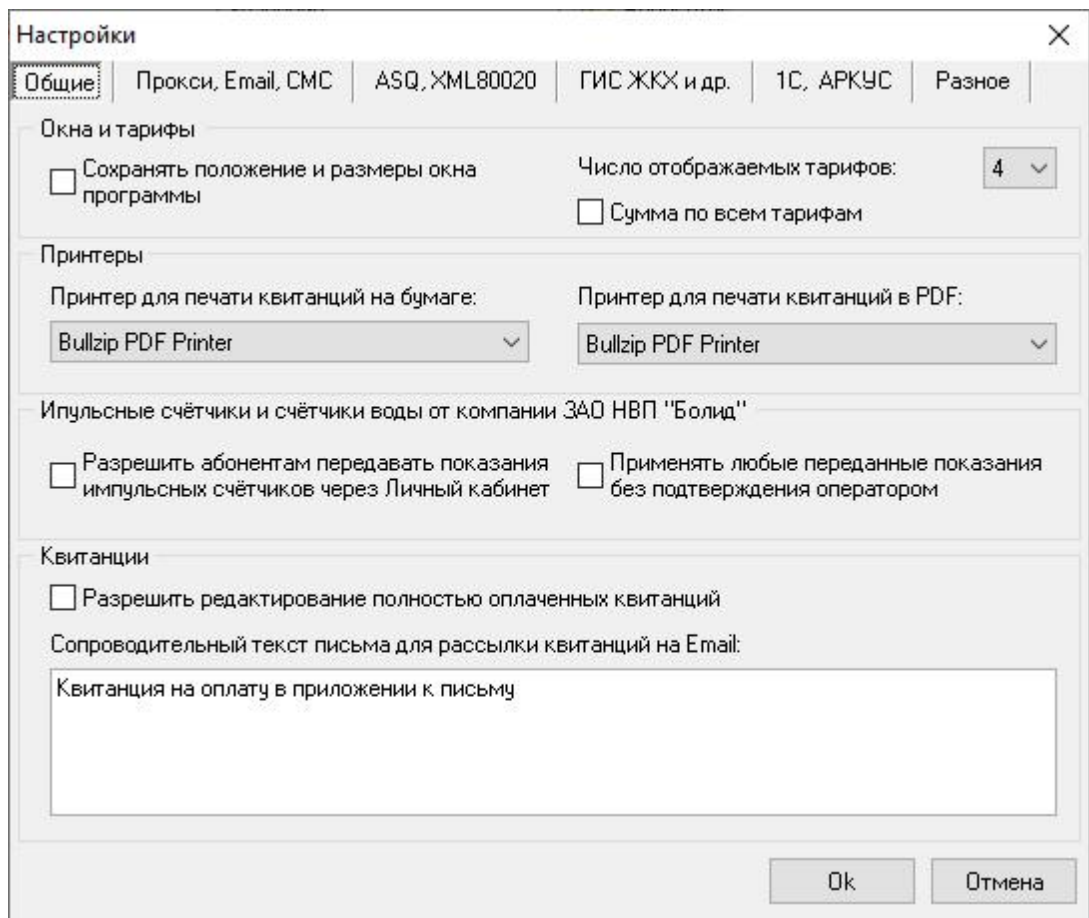 Настройки
Общие
Прокси, Email, СМС
ASQ, XML80020
ГИС ЖКХ и др.
1С, АРКУС
Разное
Окна и тарифы
Сохранять положение и размеры окна
программы
Число отображаемых тарифов:
4
Сумма по всем тарифам
Принтеры
Принтер для печати квитанций на бумаге:
Принтер для печати квитанций в PDF:
Bullzip PDF Printer
Bullzip PDF Printer
Ипульсные счётчики и счётчики воды от компании ЗАО НВП "Болид"
Разрешить абонентам передавать показания
импульсных счётчиков через Личный кабинет
Применять любые переданные показания
без подтверждения оператором
Квитанции
Разрешить редактирование полностью оплаченных квитанций
Сопроводительный текст письма для рассылки квитанций на Email:
Квитанция на оплату в приложении к письму
Ok
Отмена